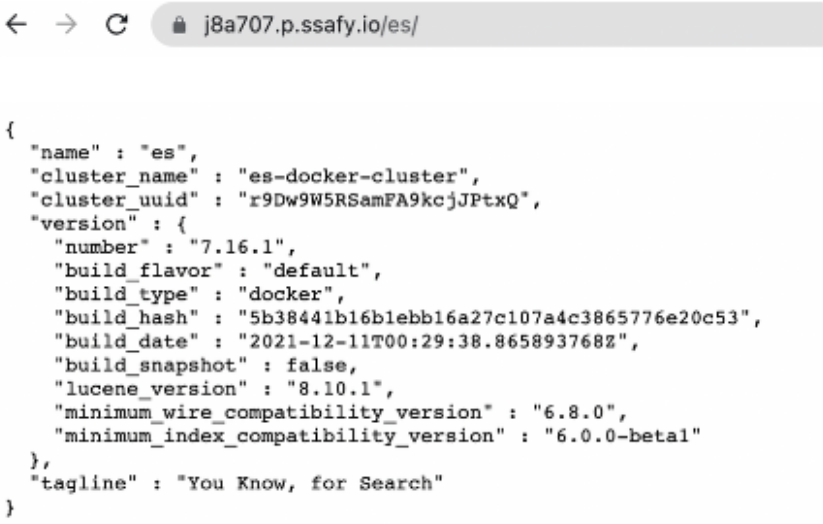 j8a707.p.ssafy.io/es/
{
  "name" : "es",
  "cluster_name" : "es-docker-cluster",
  "cluster_uuid" : "r9Dw9W5RSamFA9kcjJPtxQ",
  "version" : {
    "number" : "7.16.1",
    "build_flavor" : "default",
    "build_type" : "docker",
    "build_hash" : "5b38441b16b1ebb16a27c107a4c3865776e20c53",
    "build_date" : "2021-12-11T00:29:38.865893768Z",
    "build_snapshot" : false,
    "lucene_version" : "8.10.1",
    "minimum_wire_compatibility_version" : "6.8.0",
    "minimum_index_compatibility_version" : "6.0.0-beta1"
  },
  "tagline" : "You Know, for Search"
}